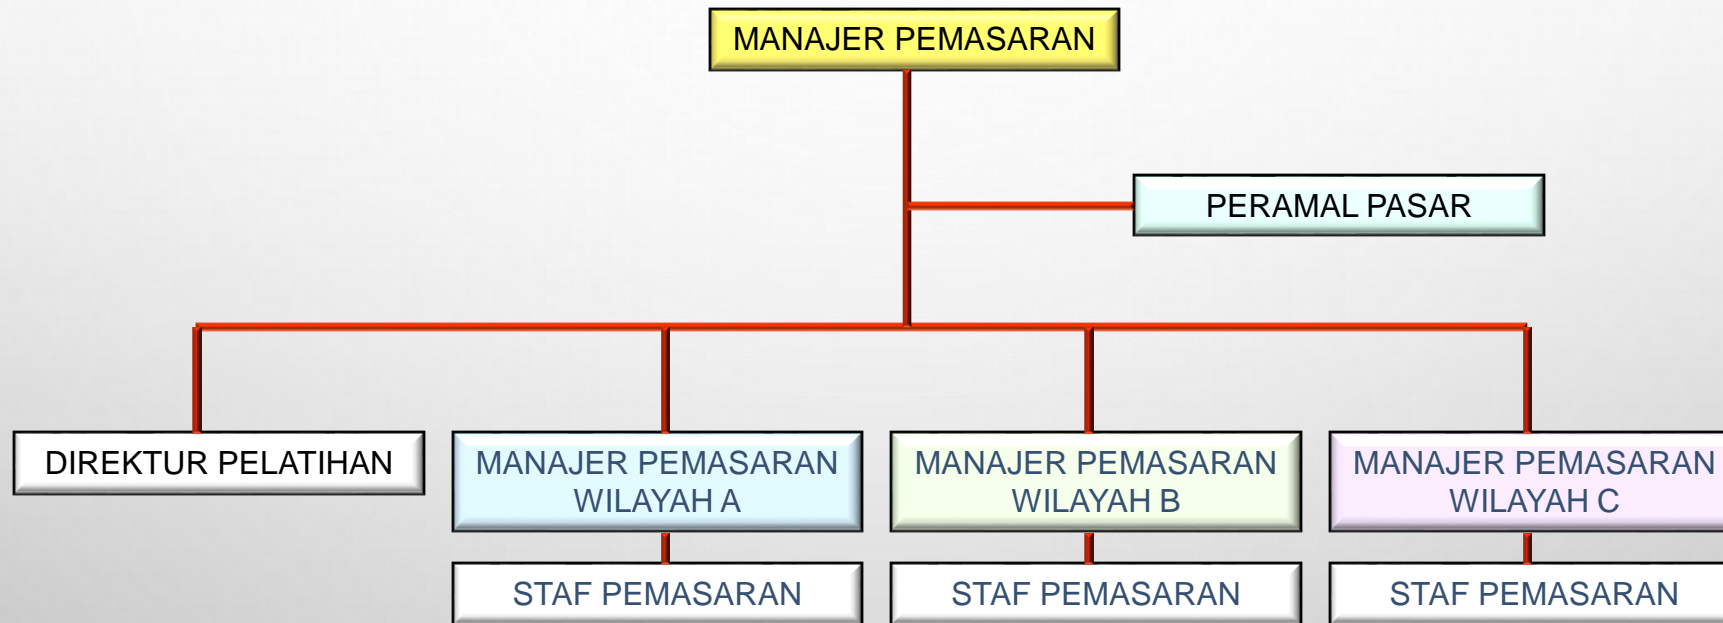 MANAJER PEMASARAN
PERAMAL PASAR
DIREKTUR PELATIHAN
MANAJER PEMASARAN
WILAYAH A
MANAJER PEMASARAN
WILAYAH B
MANAJER PEMASARAN
WILAYAH C
STAF PEMASARAN
STAF PEMASARAN
STAF PEMASARAN